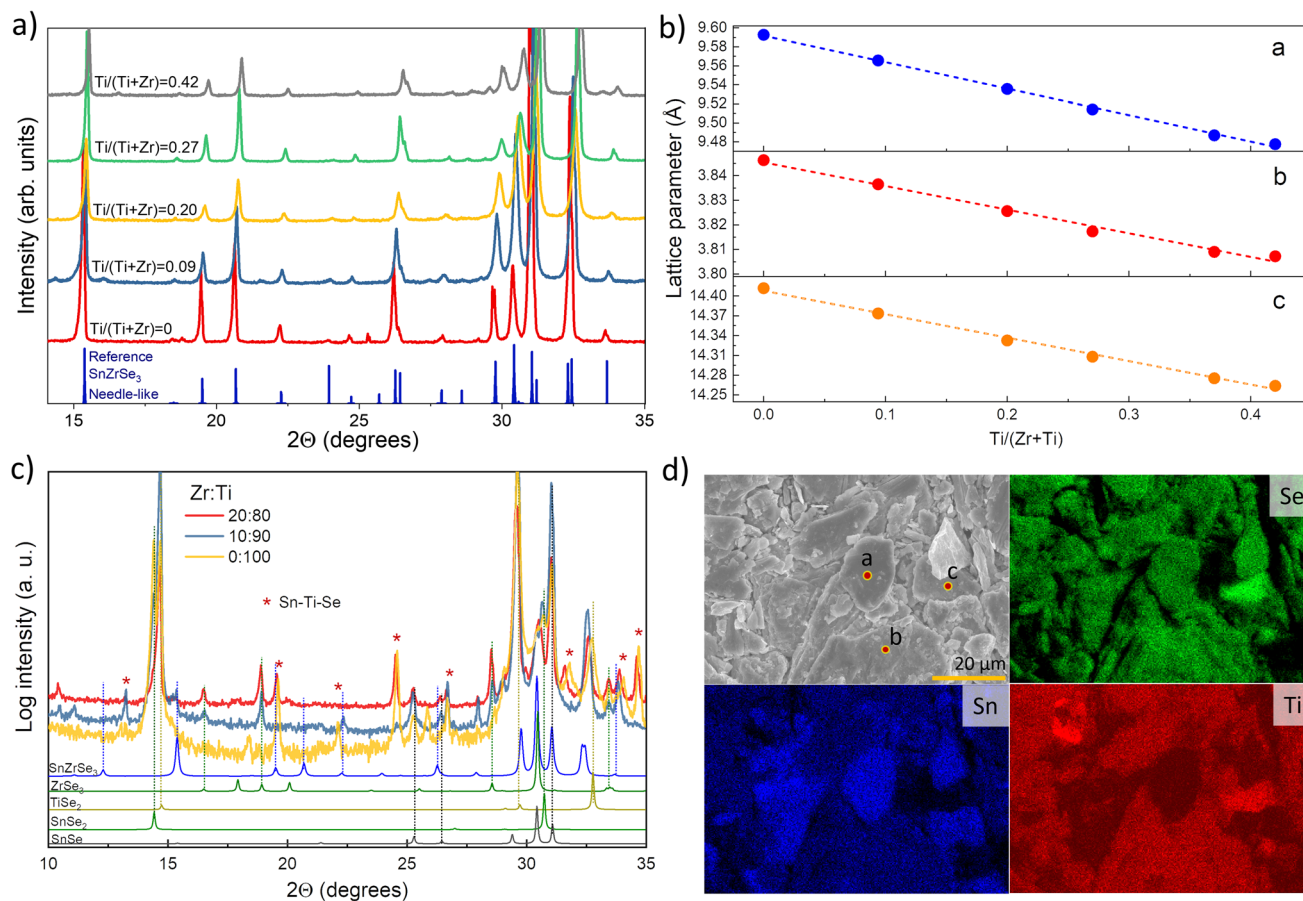 a)
Intensity (arb. units)
Ti/(Ti+Zr)=0.42
Ti/(Ti+Zr)=0.27
Ti/(Ti+Zr)=0.20
Ti/(Ti+Zr)=0.09
Ti/(Ti+Zr)=0
Reference
SnZrSe₃
Needle-like
15 20 25 30 35
2Θ (degrees)
b)
Lattice parameter (Å)
9.60
9.58
9.56
9.53
9.51
9.48
a
3.84
3.83
3.82
3.81
3.80
b
14.40
14.37
14.31
14.28
14.25
c
0.0 0.1 0.2 0.3 0.4
Ti/(Zr+Ti)
c)
Log intensity (a. u.)
Zr:Ti
20:80
10:90
0:100
* Sn-Ti-Se
* * * * * * * *
SnZrSe₃
ZrSe₃
TiSe₂
SnSe₂
SnSe
10 15 20 25 30 35
2Θ (degrees)
d)
a
c
b
20 µm
Se
Sn
Ti